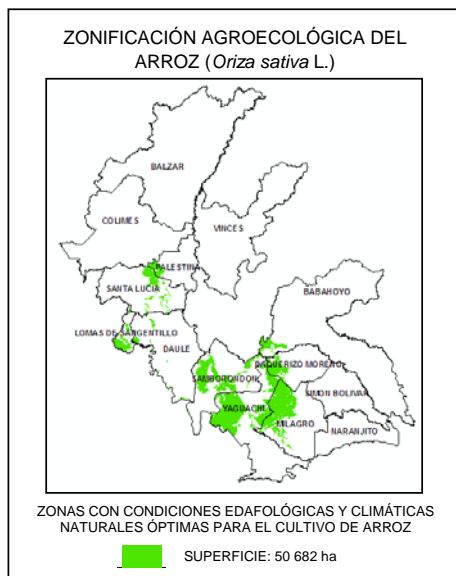 ZONIFICACIÓN AGROECOLÓGICA DEL
ARROZ (Oriza sativa L.)
BALZAR
COLIMES
VINCES
PALESTINA
SANTA LUCIA
BABAHOYO
LOMAS DE SARGENTILLO
DAULE
BAQUERIZO MORENO
SAMBORONDON
SIMON BOLIVAR
YAGUACHI
MILAGRO
NARANJITO
ZONAS CON CONDICIONES EDAFOLÓGICAS Y CLIMÁTICAS
NATURALES ÓPTIMAS PARA EL CULTIVO DE ARROZ
SUPERFICIE: 50 682 ha